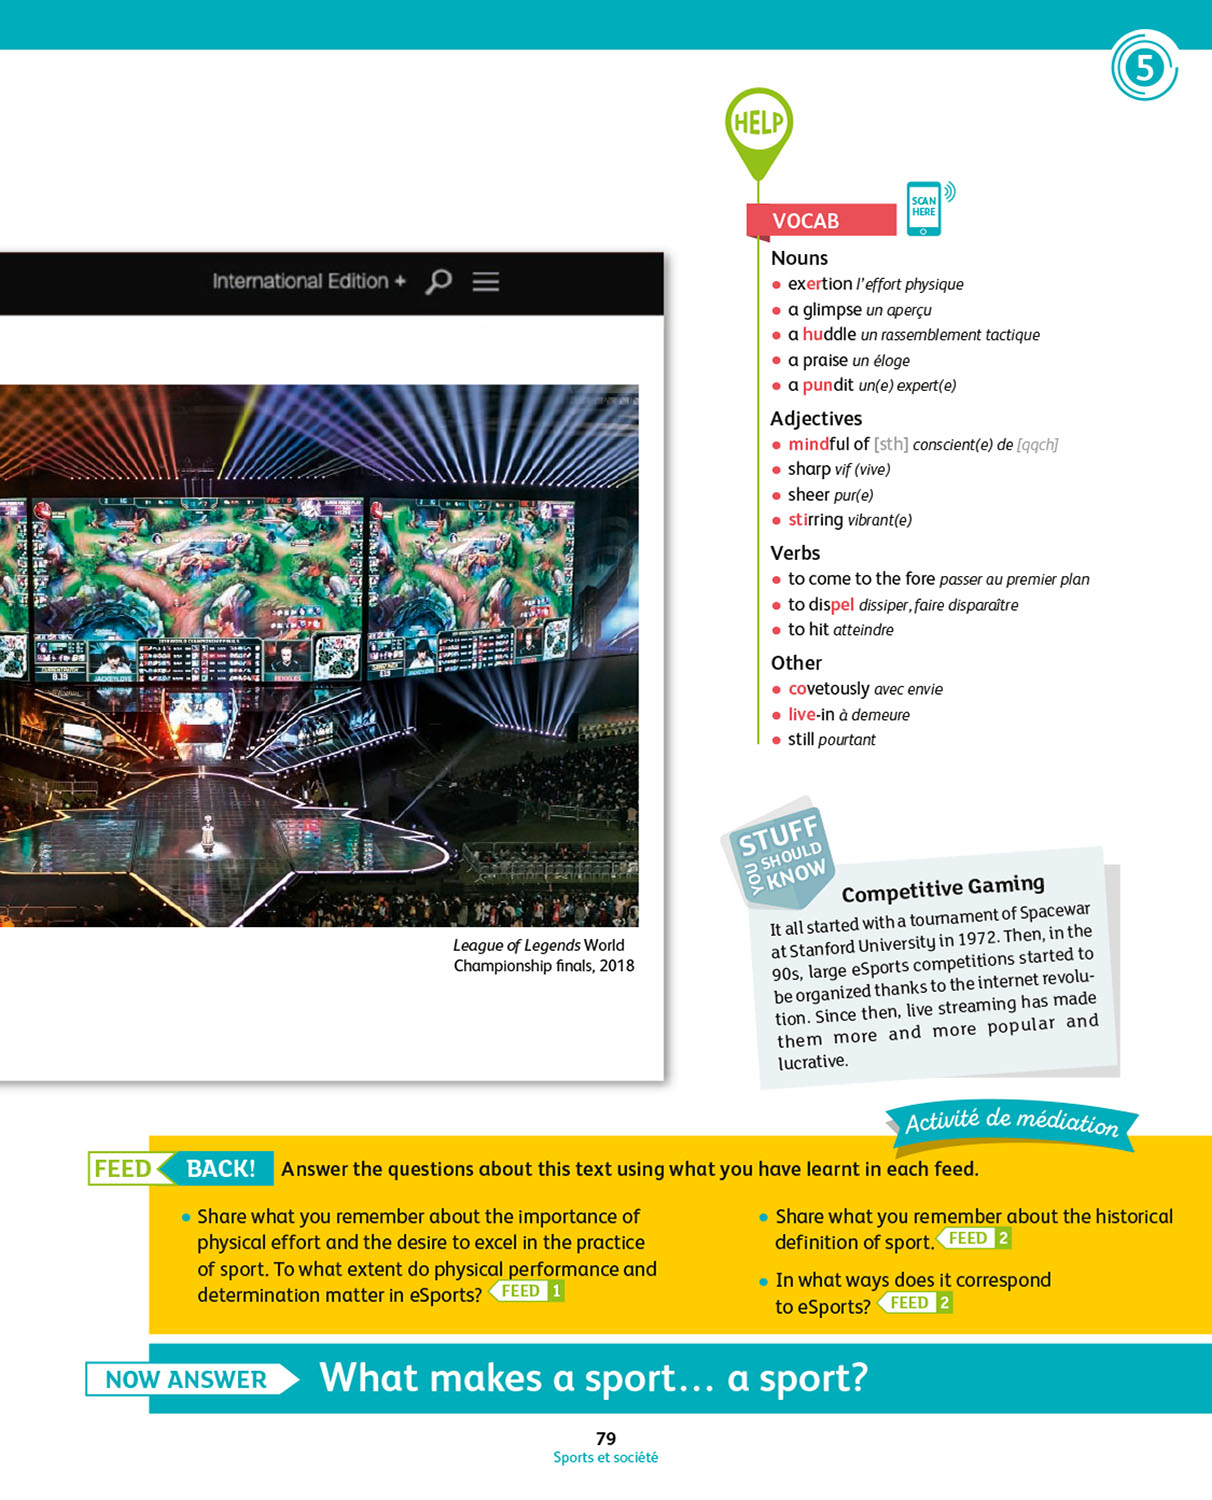 5
HELP
VOCAB
SCAN
HERE
Nouns
exertion l'effort physique
a glimpse un aperçu
a huddle un rassemblement tactique
a praise un éloge
a pundit un(e) expert(e)
Adjectives
mindful of [sth] conscient(e) de [qqch]
sharp vif (vive)
sheer pur(e)
stirring vibrant(e)
Verbs
to come to the fore passer au premier plan
to dispel dissiper, faire disparaître
to hit atteindre
Other
covetously avec envie
live-in à demeure
still pourtant
International Edition +
8.19
JACKEYLOVE
League of Legends World
Championship finals, 2018
STUFF
YOU SHOULD
KNOW
Competitive Gaming
It all started with a tournament of Spacewar
at Stanford University in 1972. Then, in the
90s, large eSports competitions started to
be organized thanks to the internet revolu-
tion. Since then, live streaming has made
them more and more popular and
lucrative.
Activité de médiation
FEED BACK! Answer the questions about this text using what you have learnt in each feed.
• Share what you remember about the importance of
physical effort and the desire to excel in the practice
of sport. To what extent do physical performance and
determination matter in eSports? FEED 1
• Share what you remember about the historical
definition of sport. FEED 2
• In what ways does it correspond
to eSports? FEED 2
NOW ANSWER What makes a sport... a sport?
79
Sports et société